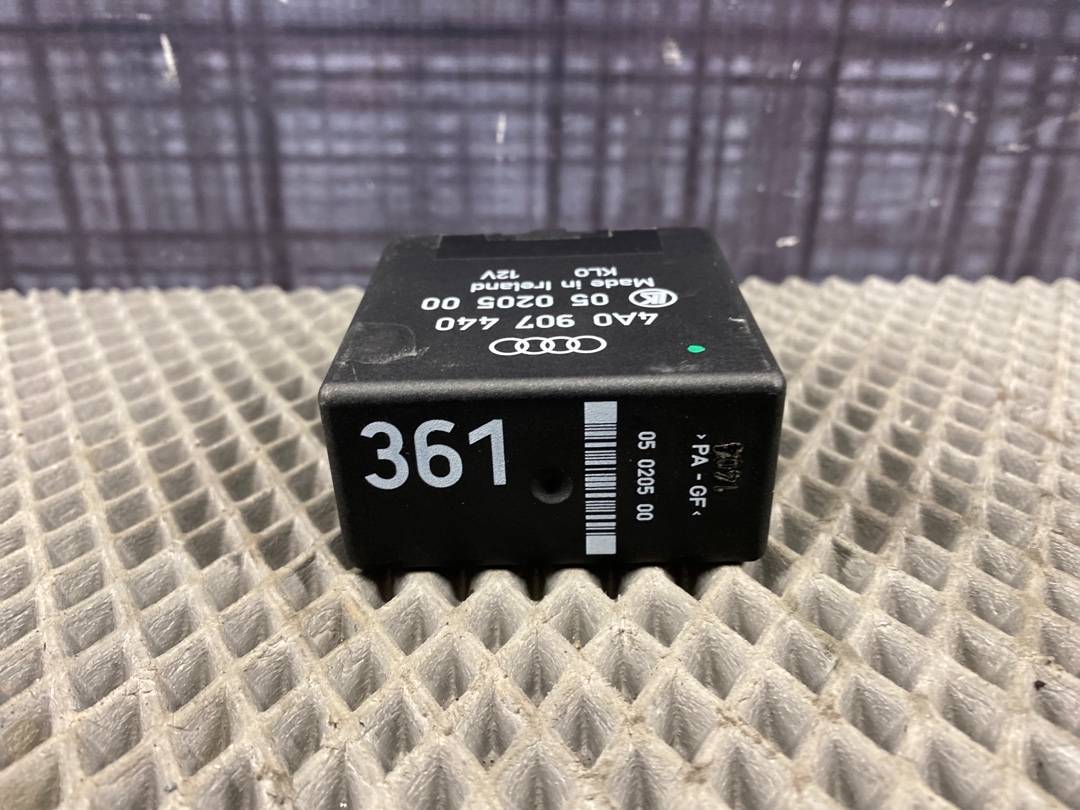 4A0 907 440
05 0205 00
Made in Ireland
KLO 12V
361
05 0205 00
>PA-GF<